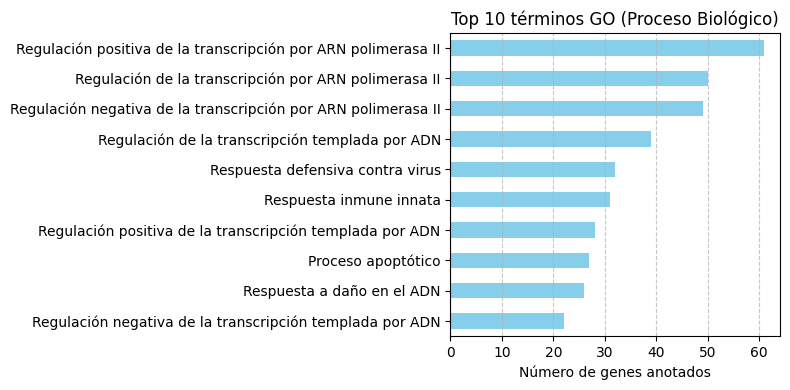 Top 10 términos GO (Proceso Biológico)
Regulación positiva de la transcripción por ARN polimerasa II
Regulación de la transcripción por ARN polimerasa II
Regulación negativa de la transcripción por ARN polimerasa II
Regulación de la transcripción templada por ADN
Respuesta defensiva contra virus
Respuesta inmune innata
Regulación positiva de la transcripción templada por ADN
Proceso apoptótico
Respuesta a daño en el ADN
Regulación negativa de la transcripción templada por ADN
0 10 20 30 40 50 60
Número de genes anotados